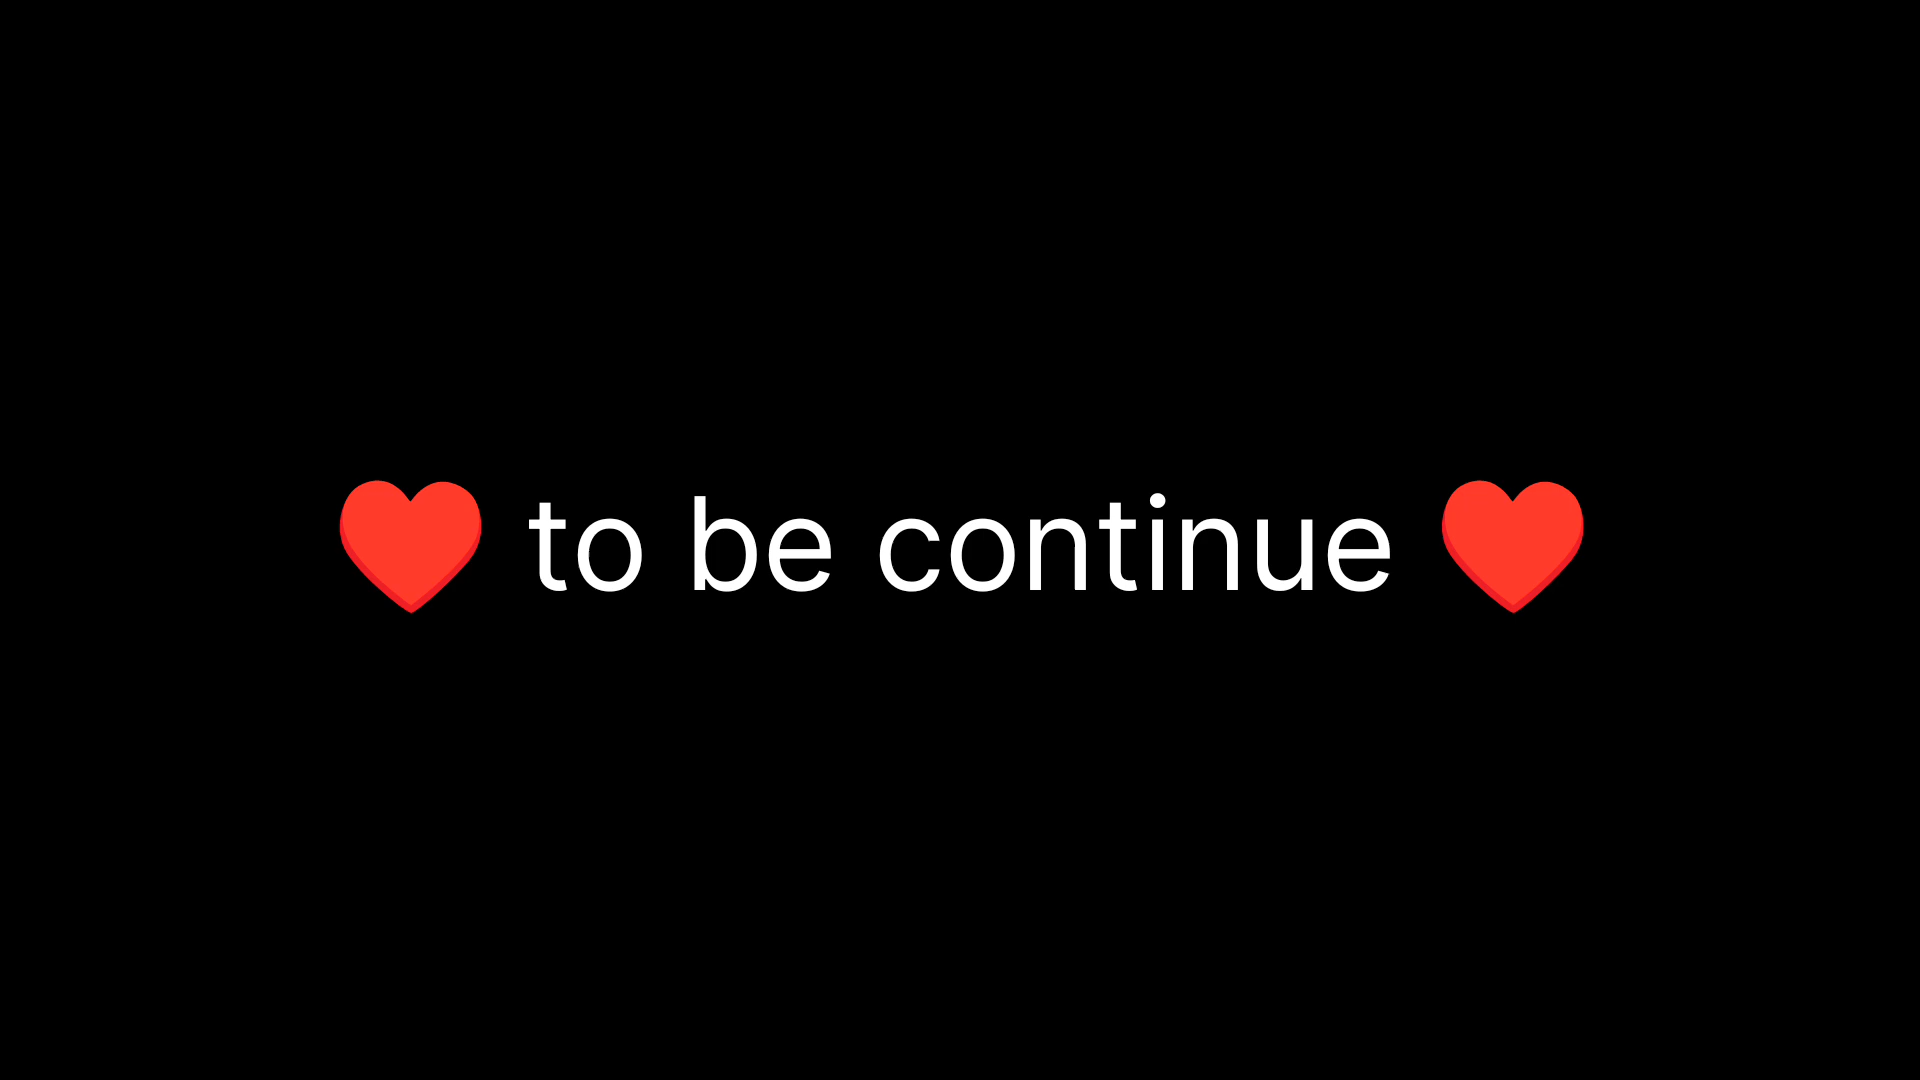 ♥️ to be continue ♥️